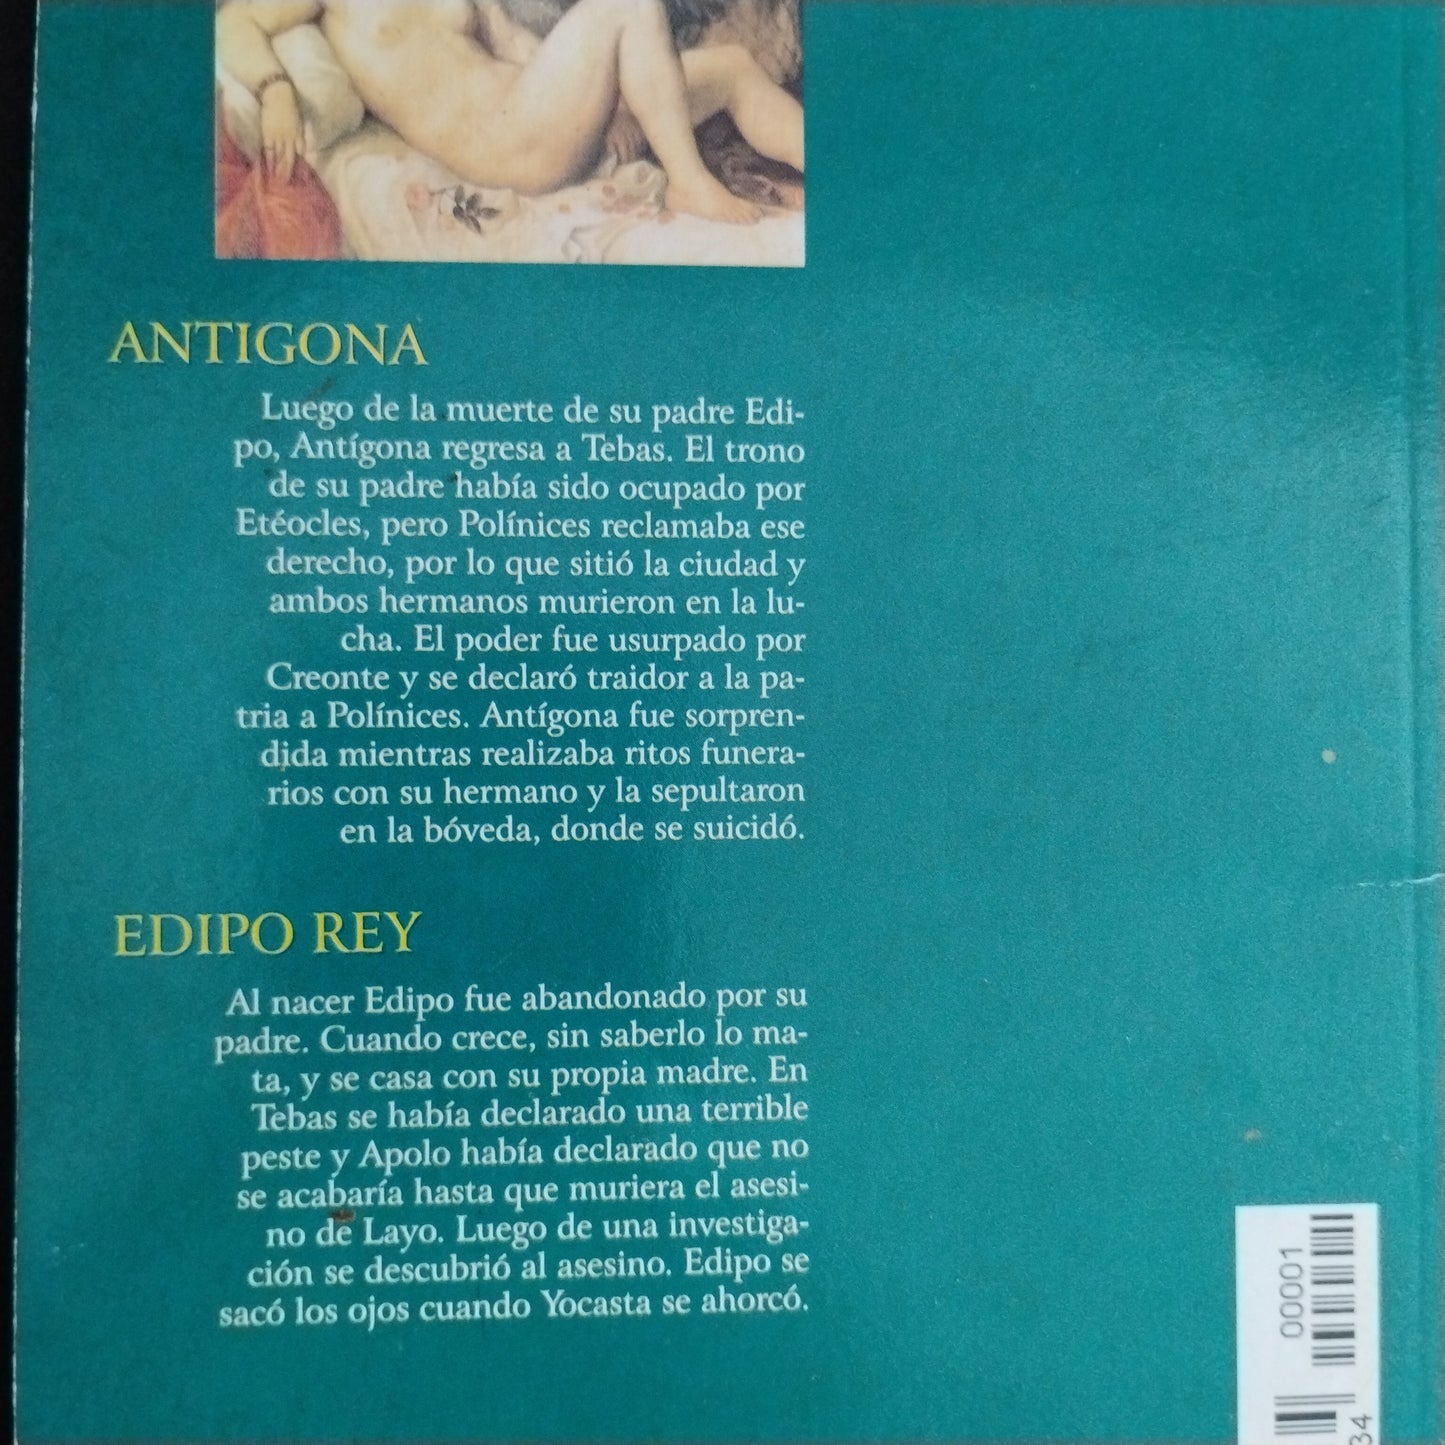 ANTIGONA
Luego de la muerte de su padre Edi-
po, Antígona regresa a Tebas. El trono
de su padre había sido ocupado por
Etéocles, pero Polínices reclamaba ese
derecho, por lo que sitió la ciudad y
ambos hermanos murieron en la lu-
cha. El poder fue usurpado por
Creonte y se declaró traidor a la pa-
tria a Polínices. Antígona fue sorpren-
dida mientras realizaba ritos funera-
rios con su hermano y la sepultaron
en la bóveda, donde se suicidó.
EDIPO REY
Al nacer Edipo fue abandonado por su
padre. Cuando crece, sin saberlo lo ma-
ta, y se casa con su propia madre. En
Tebas se había declarado una terrible
peste y Apolo había declarado que no
se acabaría hasta que muriera el asesi-
no de Layo. Luego de una investiga-
ción se descubrió al asesino. Edipo se
sacó los ojos cuando Yocasta se ahorcó.
00001
34